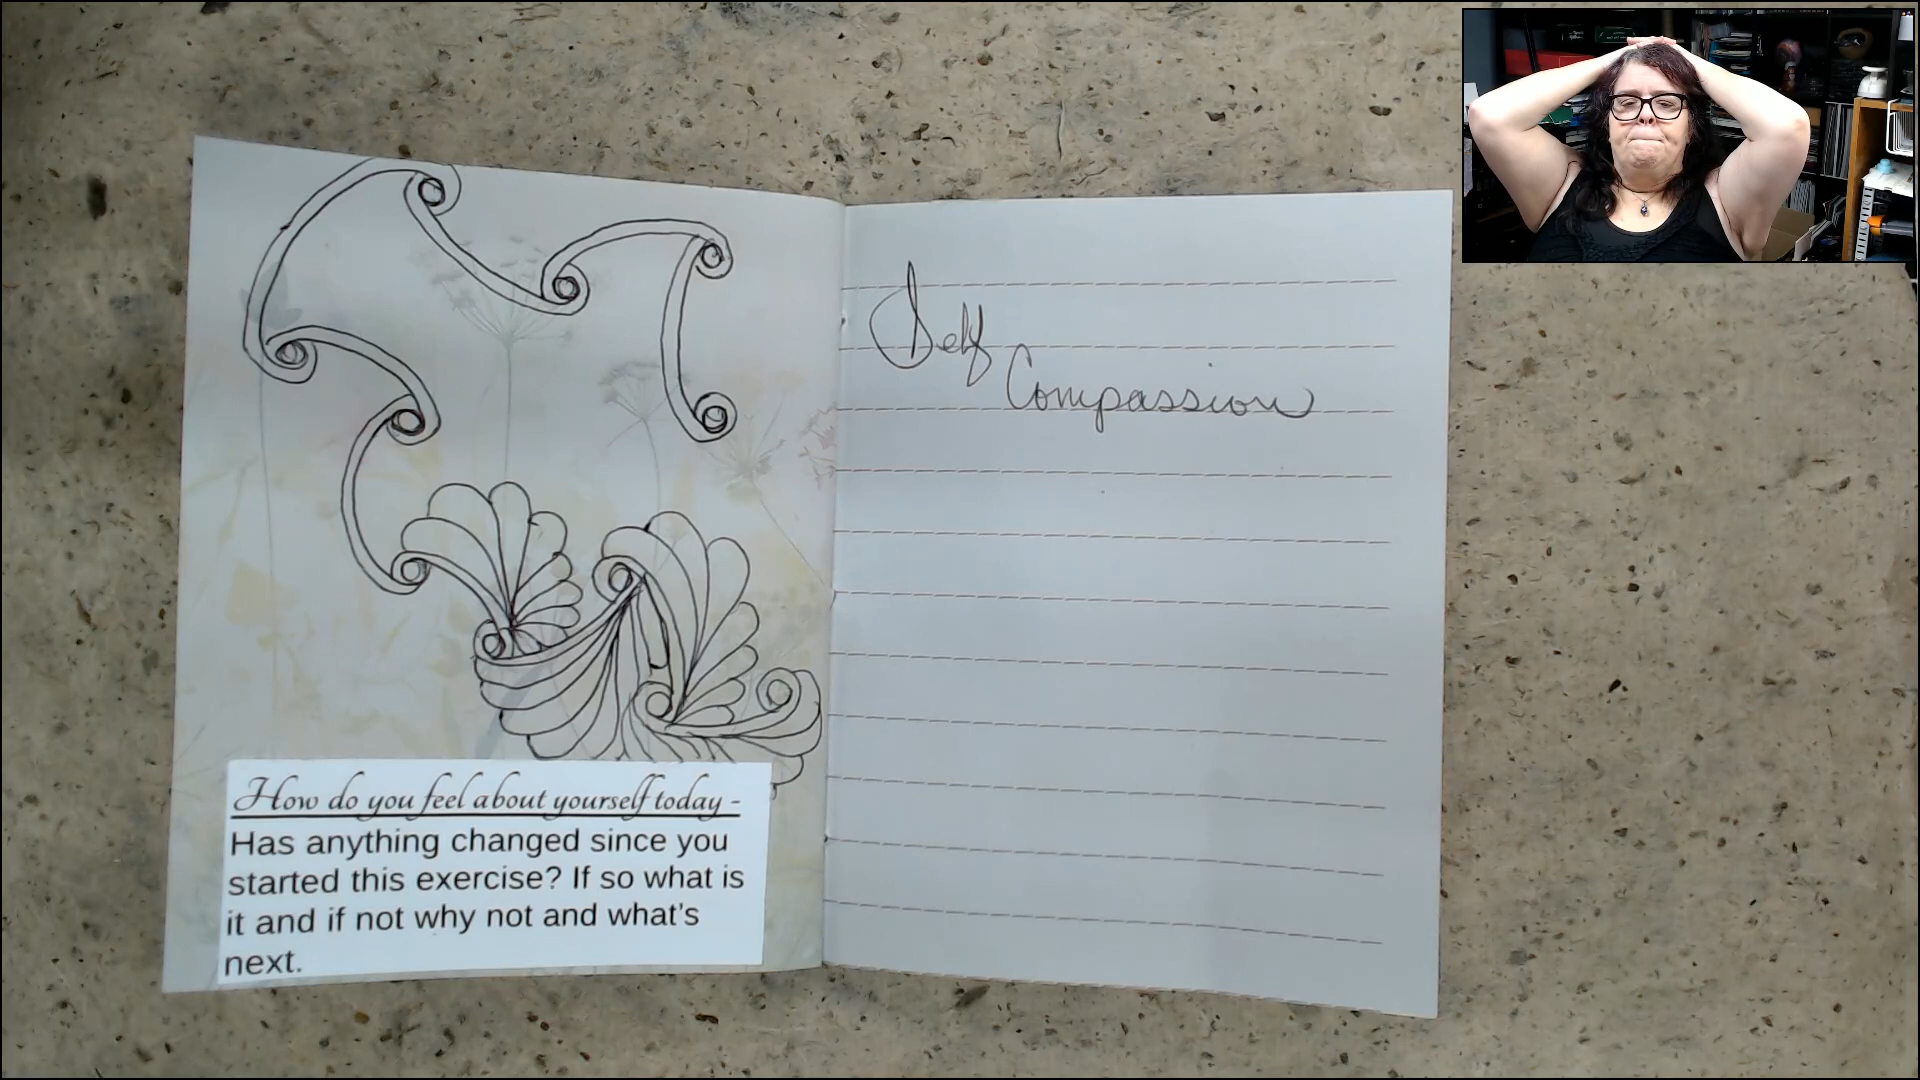 How do you feel about yourself today -
Has anything changed since you
started this exercise? If so what is
it and if not why not and what's
next.
Self
Compassion